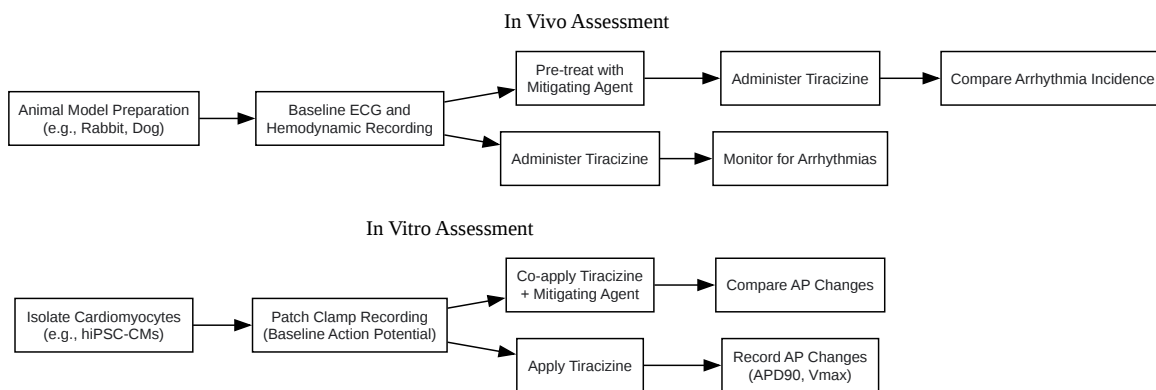 In Vivo Assessment
Animal Model Preparation
(e.g., Rabbit, Dog)
Baseline ECG and
Hemodynamic Recording
Pre-treat with
Mitigating Agent
Administer Tiracizine
Compare Arrhythmia Incidence
Administer Tiracizine
Monitor for Arrhythmias
In Vitro Assessment
Isolate Cardiomyocytes
(e.g., hiPSC-CMs)
Patch Clamp Recording
(Baseline Action Potential)
Co-apply Tiracizine
+ Mitigating Agent
Compare AP Changes
Apply Tiracizine
Record AP Changes
(APD90, Vmax)